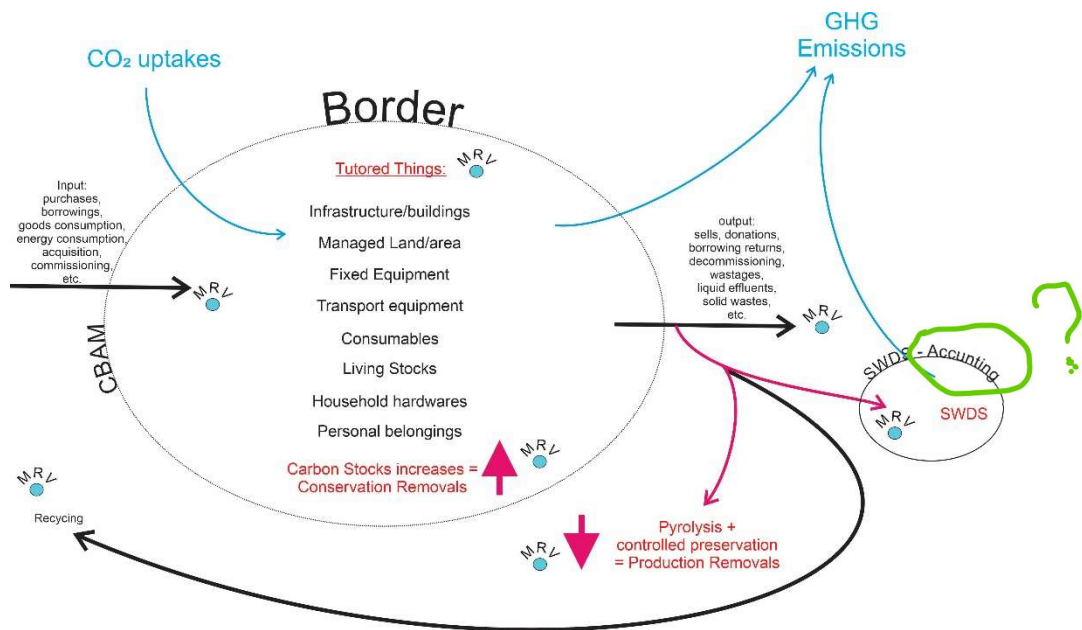 GHG
Emissions
CO₂ uptakes
Border
MRV
Tutored Things:
Input:
purchases,
borrowings,
goods consumption,
energy consumption,
acquisition,
commissioning,
etc.
MRV
CBAM
Infrastructure/buildings
Managed Land/area
Fixed Equipment
Transport equipment
Consumables
Living Stocks
Household hardwares
Personal belongings
Carbon Stocks increases =
Conservation Removals
MRV
output:
sells, donations,
borrowing returns,
decommissioning,
wastages,
liquid effluents,
solid wastes,
etc.
MRV
?
SWDS - Accunting
SWDS
MRV
MRV
Recycing
MRV
Pyrolysis +
controlled preservation
= Production Removals